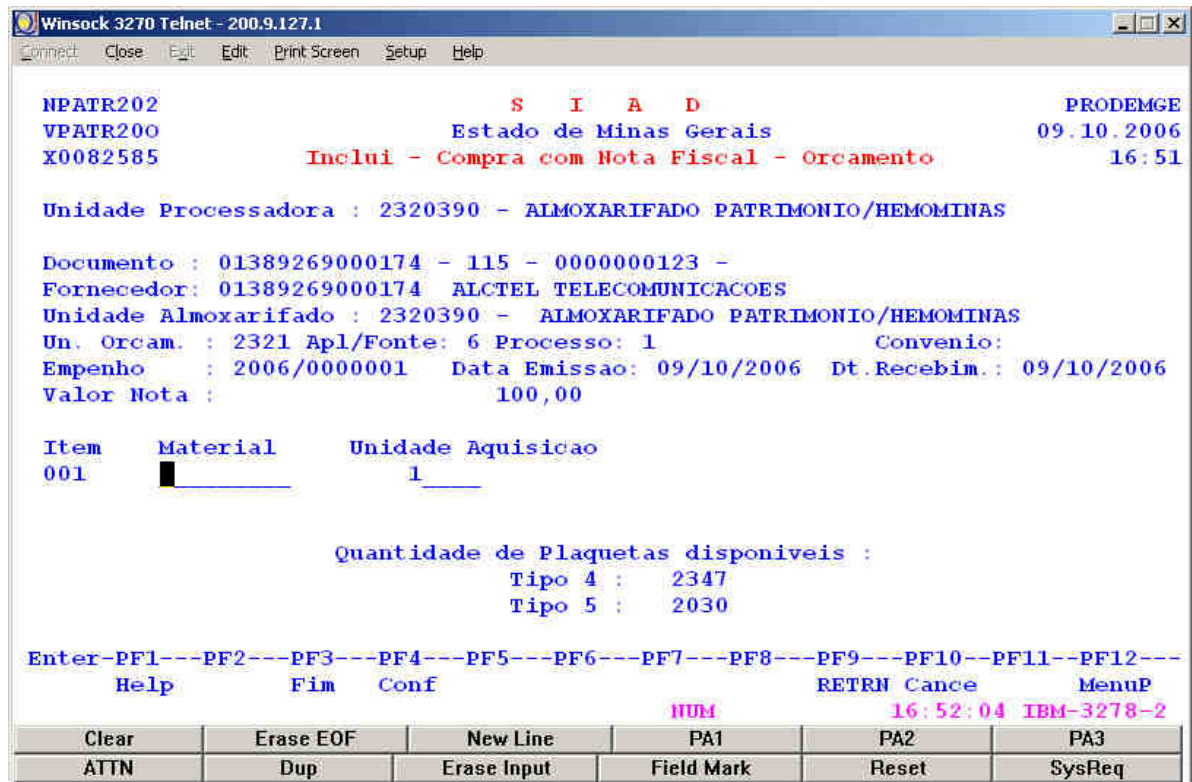 Winsock 3270 Telnet - 200.9.127.1
Connect Close Exit Edit Print Screen Setup Help
NPATR202 S I A D PRODEMGE
VPATR20O Estado de Minas Gerais 09.10.2006
X0082585 Inclui - Compra com Nota Fiscal - Orcamento 16:51
Unidade Processadora : 2320390 - ALMOXARIFADO PATRIMONIO/HEMOMINAS
Documento : 01389269000174 - 115 - 0000000123 -
Fornecedor: 01389269000174 ALCTEL TELECOMUNICACOES
Unidade Almoxarifado : 2320390 - ALMOXARIFADO PATRIMONIO/HEMOMINAS
Un. Orcam. : 2321 Apl/Fonte: 6 Processo: 1 Convenio:
Empenho : 2006/0000001 Data Emissao: 09/10/2006 Dt.Recebim.: 09/10/2006
Valor Nota : 100,00
Item Material Unidade Aquisicao
001 __________ 1____
Quantidade de Plaquetas disponiveis :
Tipo 4 : 2347
Tipo 5 : 2030
Enter-PF1---PF2---PF3---PF4---PF5---PF6---PF7---PF8---PF9---PF10--PF11--PF12---
Help Fim Conf RETRN Cance MenuP
NUM 16:52:04 IBM-3278-2
Clear Erase EOF New Line PA1 PA2 PA3
ATTN Dup Erase Input Field Mark Reset SysReq